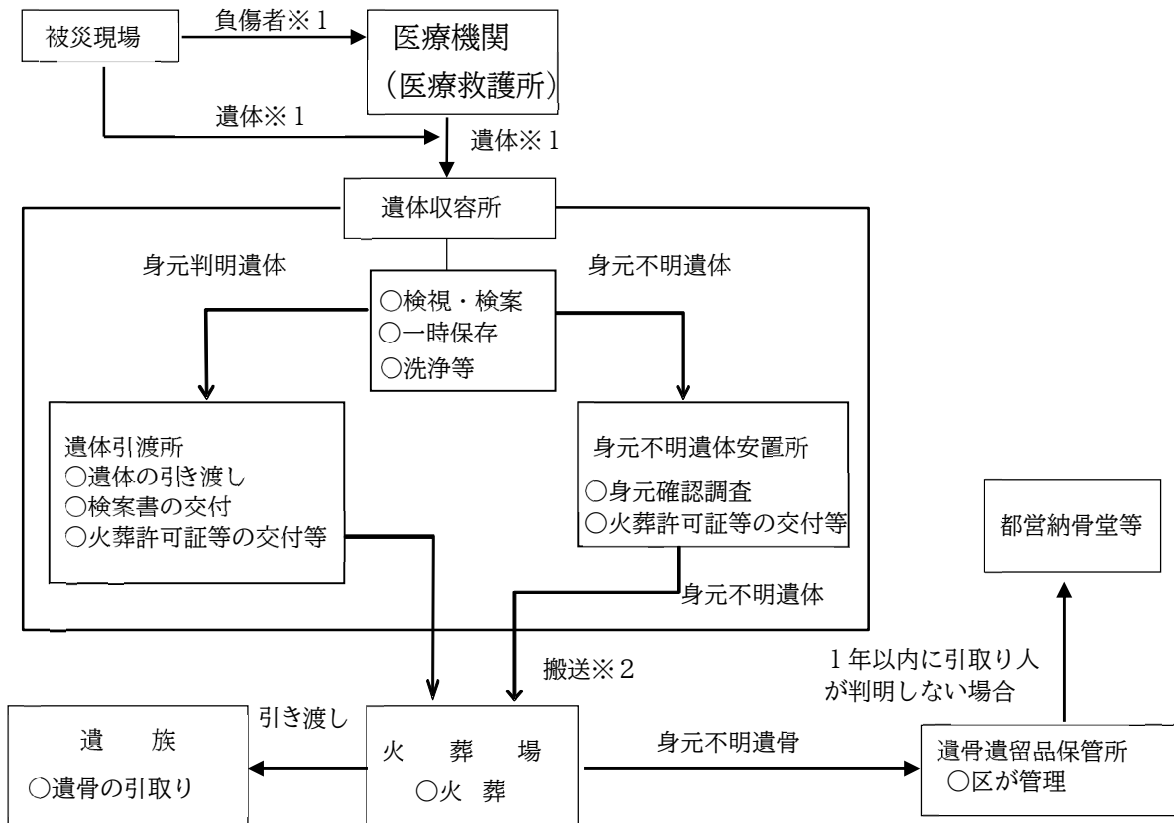 被災現場
負傷者※１
医療機関
（医療救護所）
遺体※１
遺体※１
遺体収容所
身元判明遺体
身元不明遺体
○検視・検案
○一時保存
○洗浄等
遺体引渡所
○遺体の引き渡し
○検案書の交付
○火葬許可証等の交付等
身元不明遺体安置所
○身元確認調査
○火葬許可証等の交付等
都営納骨堂等
身元不明遺体
搬送※２
１年以内に引取り人
が判明しない場合
遺　族
○遺骨の引取り
引き渡し
火　葬　場
○火　葬
身元不明遺骨
遺骨遺留品保管所
○区が管理